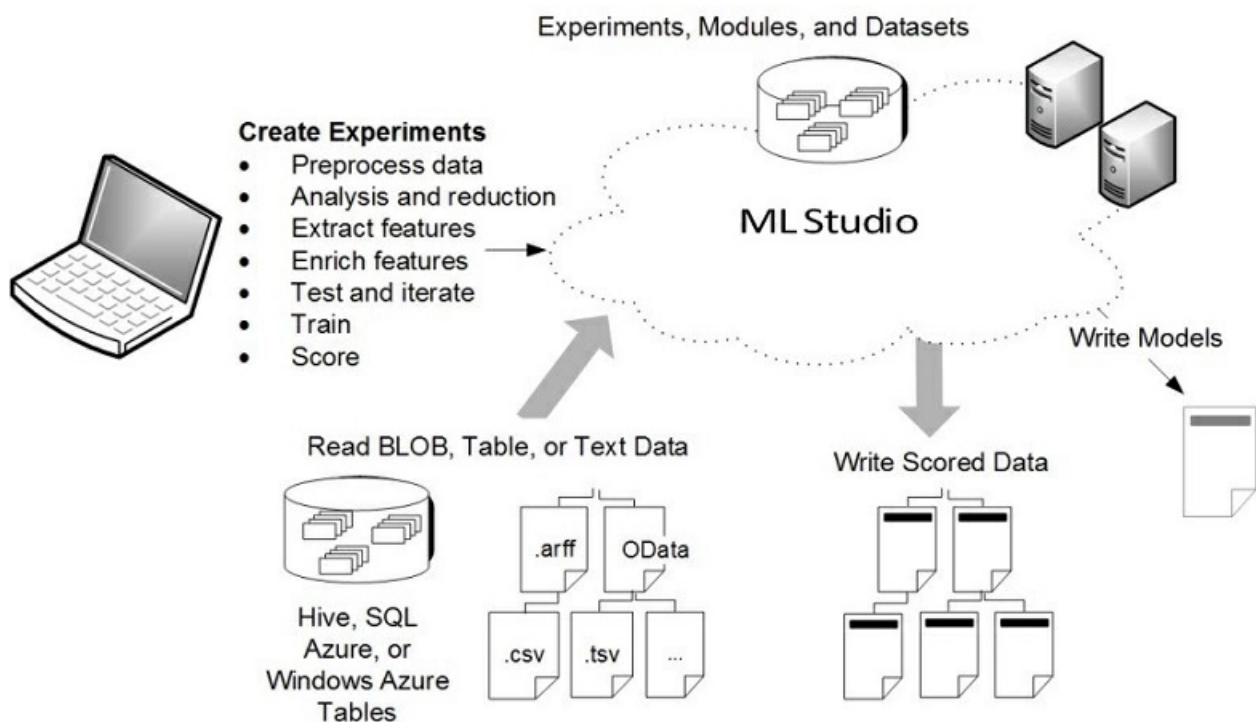 Experiments, Modules, and Datasets
Create Experiments
• Preprocess data
• Analysis and reduction
• Extract features
• Enrich features
• Test and iterate
• Train
• Score
ML Studio
Write Models
Read BLOB, Table, or Text Data
Write Scored Data
.arff
OData
.csv
.tsv
...
Hive, SQL
Azure, or
Windows Azure
Tables